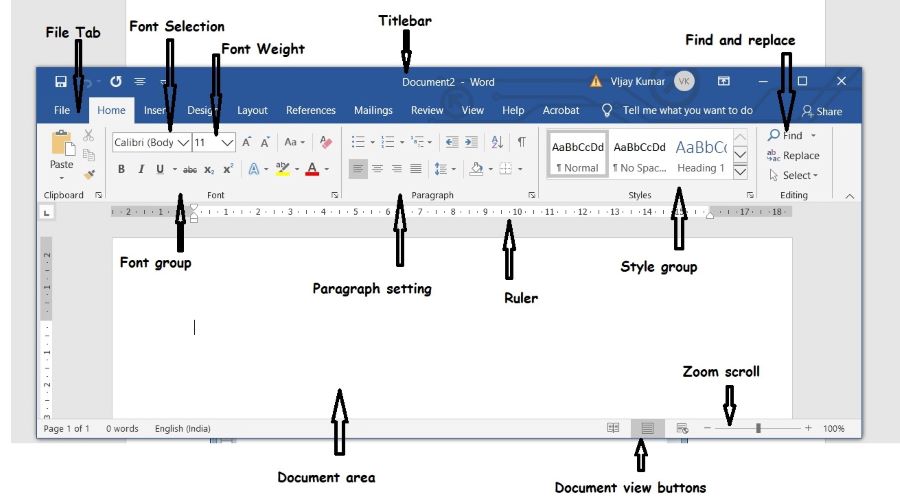 Titlebar
Font Selection
File Tab
Font Weight
Find and replace
Document2 - Word
VIjay Kumar
VK
File
Home
Insert
Design
Layout
References
Mailings
Review
View
Help
Acrobat
Tell me what you want to do
Share
Paste
Calibri (Body
11
Aa
AaBbCcDd
AaBbCcDd
AaBbCc
¶ Normal
¶ No Spac...
Heading 1
Find
Replace
Select
B I U abc x₂ x²
Clipboard
Font
Paragraph
Styles
Editing
2 1 1 2 3 4 5 6 7 8 9 10 11 12 13 14 15 17 18
Font group
Paragraph setting
Ruler
Style group
Zoom scroll
Page 1 of 1
0 words
English (India)
100%
Document area
Document view buttons